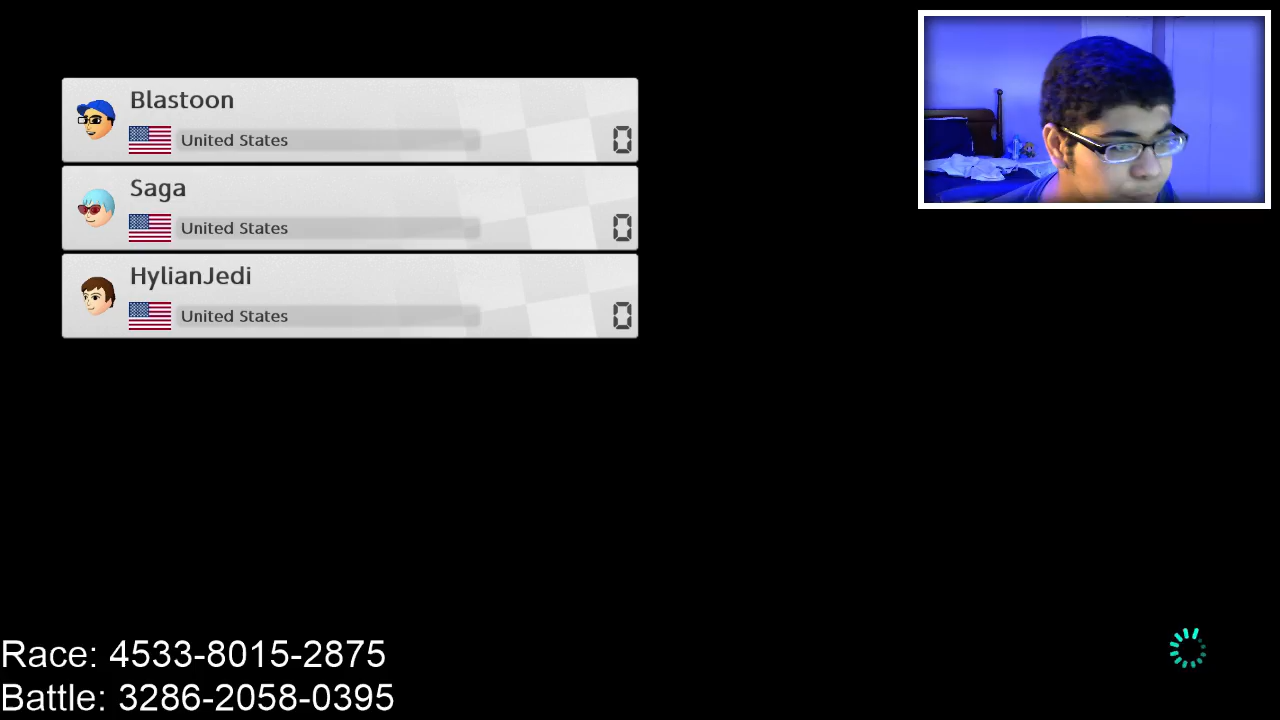 Blastoon
United States 0
Saga
United States 0
HylianJedi
United States 0
Race: 4533-8015-2875
Battle: 3286-2058-0395